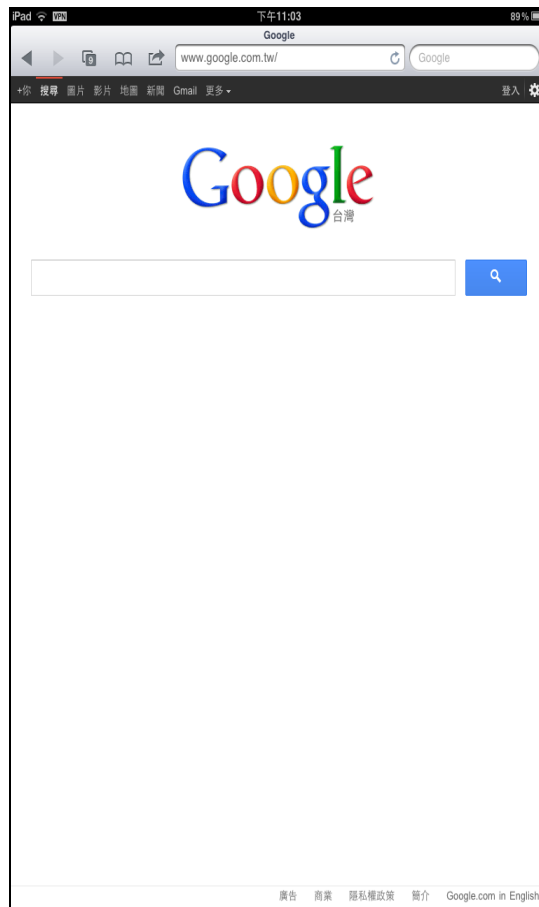 iPad VPN 下午11:03 89%
Google
9 www.google.com.tw/ Google
+你 搜尋 圖片 影片 地圖 新聞 Gmail 更多 登入
Google
台灣
廣告 商業 隱私權政策 簡介 Google.com in English